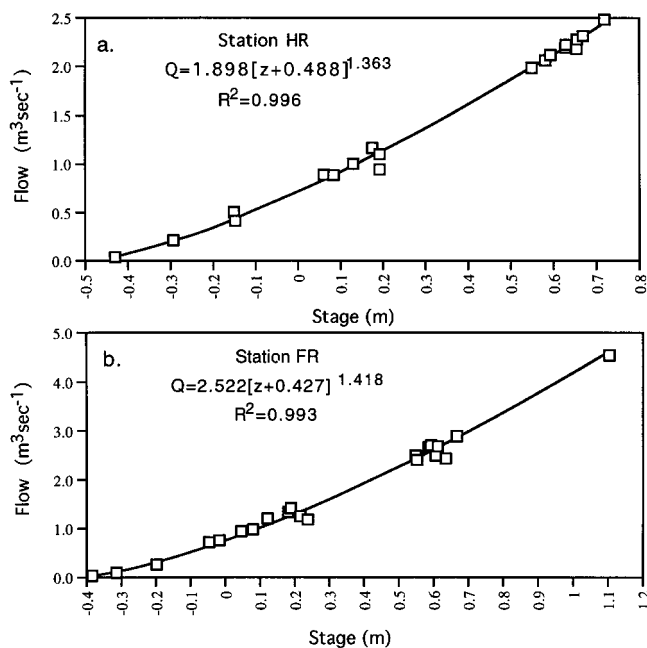 a.
Station HR
Q=1.898[z+0.488]^1.363
R²=0.996
Flow (m³sec⁻¹)
2.5
2.0
1.5
1.0
0.5
0.0
-0.5 -0.4 -0.3 -0.2 -0.1 0 0.1 0.2 0.3 0.4 0.5 0.6 0.7 0.8
Stage (m)
b.
Station FR
Q=2.522[z+0.427]^1.418
R²=0.993
Flow (m³sec⁻¹)
5.0
4.0
3.0
2.0
1.0
0.0
-0.4 -0.3 -0.2 -0.1 0 0.1 0.2 0.3 0.4 0.5 0.6 0.7 0.8 0.9 1 1.1 1.2
Stage (m)